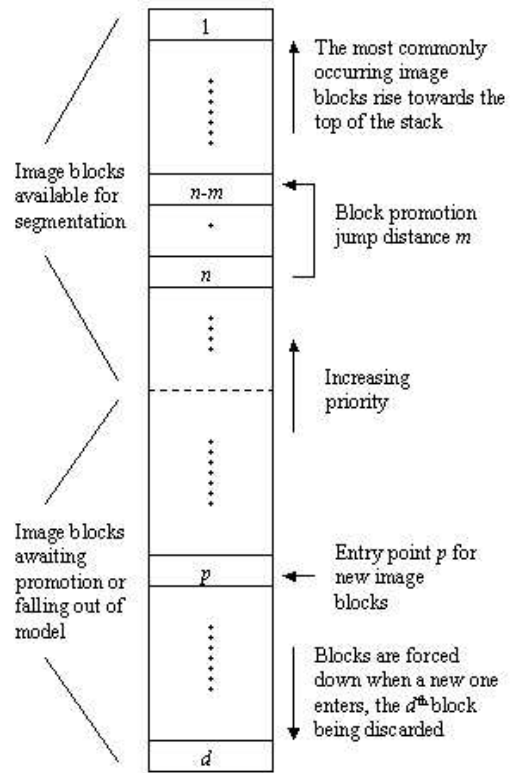 1
The most commonly
occurring image
blocks rise towards the
top of the stack
Image blocks
available for
segmentation
n-m
Block promotion
jump distance m
n
Increasing
priority
Image blocks
awaiting
promotion or
falling out of
model
Entry point p for
new image
blocks
p
Blocks are forced
down when a new one
enters, the dth block
being discarded
d